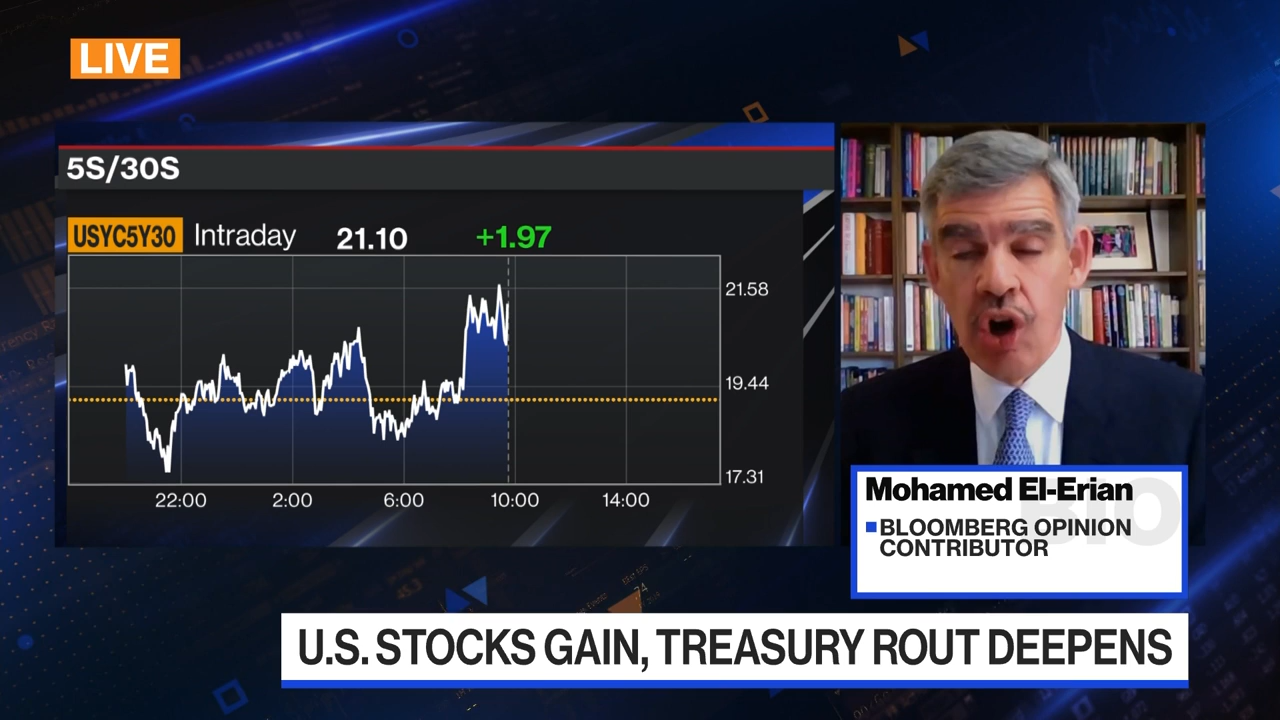 LIVE
5S/30S
USYC5Y30 Intraday 21.10 +1.97
21.58
19.44
17.31
22:00 2:00 6:00 10:00 14:00
Mohamed El-Erian
BIO
BLOOMBERG OPINION
CONTRIBUTOR
U.S. STOCKS GAIN, TREASURY ROUT DEEPENS